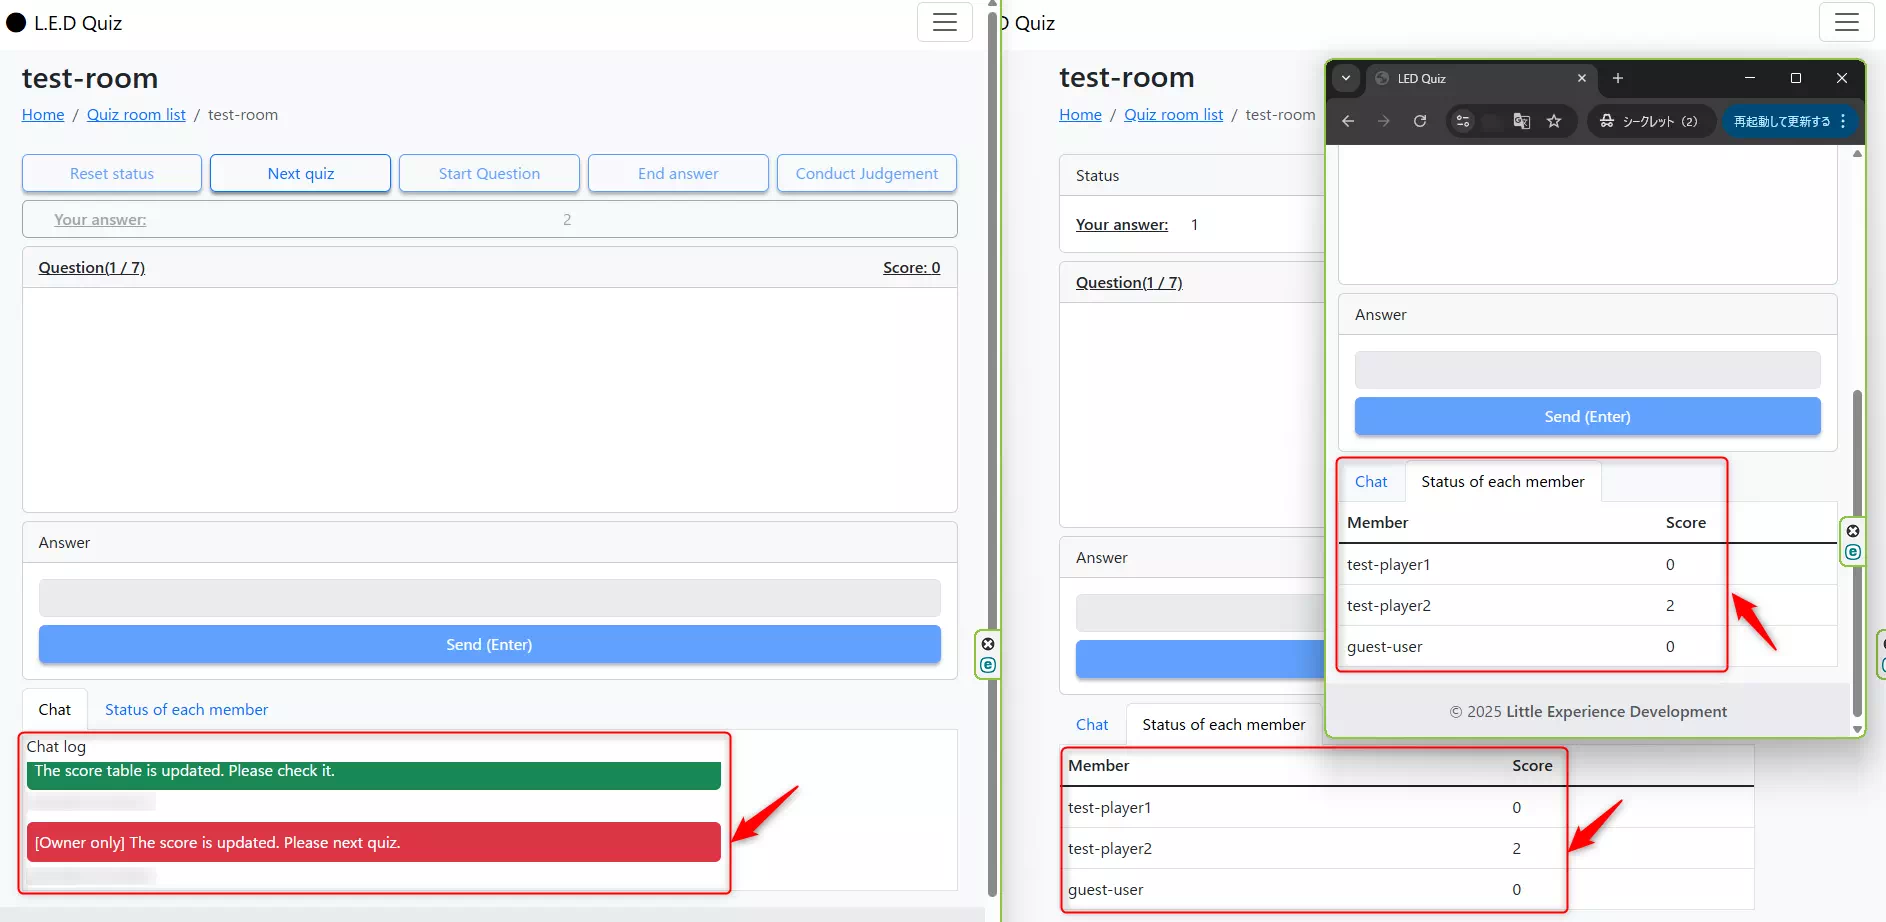 L.E.D Quiz
test-room
Home / Quiz room list / test-room
Reset status
Next quiz
Start Question
End answer
Conduct Judgement
Your answer: 2
Question(1 / 7) Score: 0
Answer
Send (Enter)
Chat Status of each member
Chat log
The score table is updated. Please check it.
[Owner only] The score is updated. Please next quiz.
Quiz
test-room
Home / Quiz room list / test-room
Status
Your answer: 1
Question(1 / 7)
Answer
Chat Status of each member
Member Score
test-player1 0
test-player2 2
guest-user 0
LED Quiz
シークレット (2)
再起動して更新する
Answer
Send (Enter)
Chat Status of each member
Member Score
test-player1 0
test-player2 2
guest-user 0
© 2025 Little Experience Development